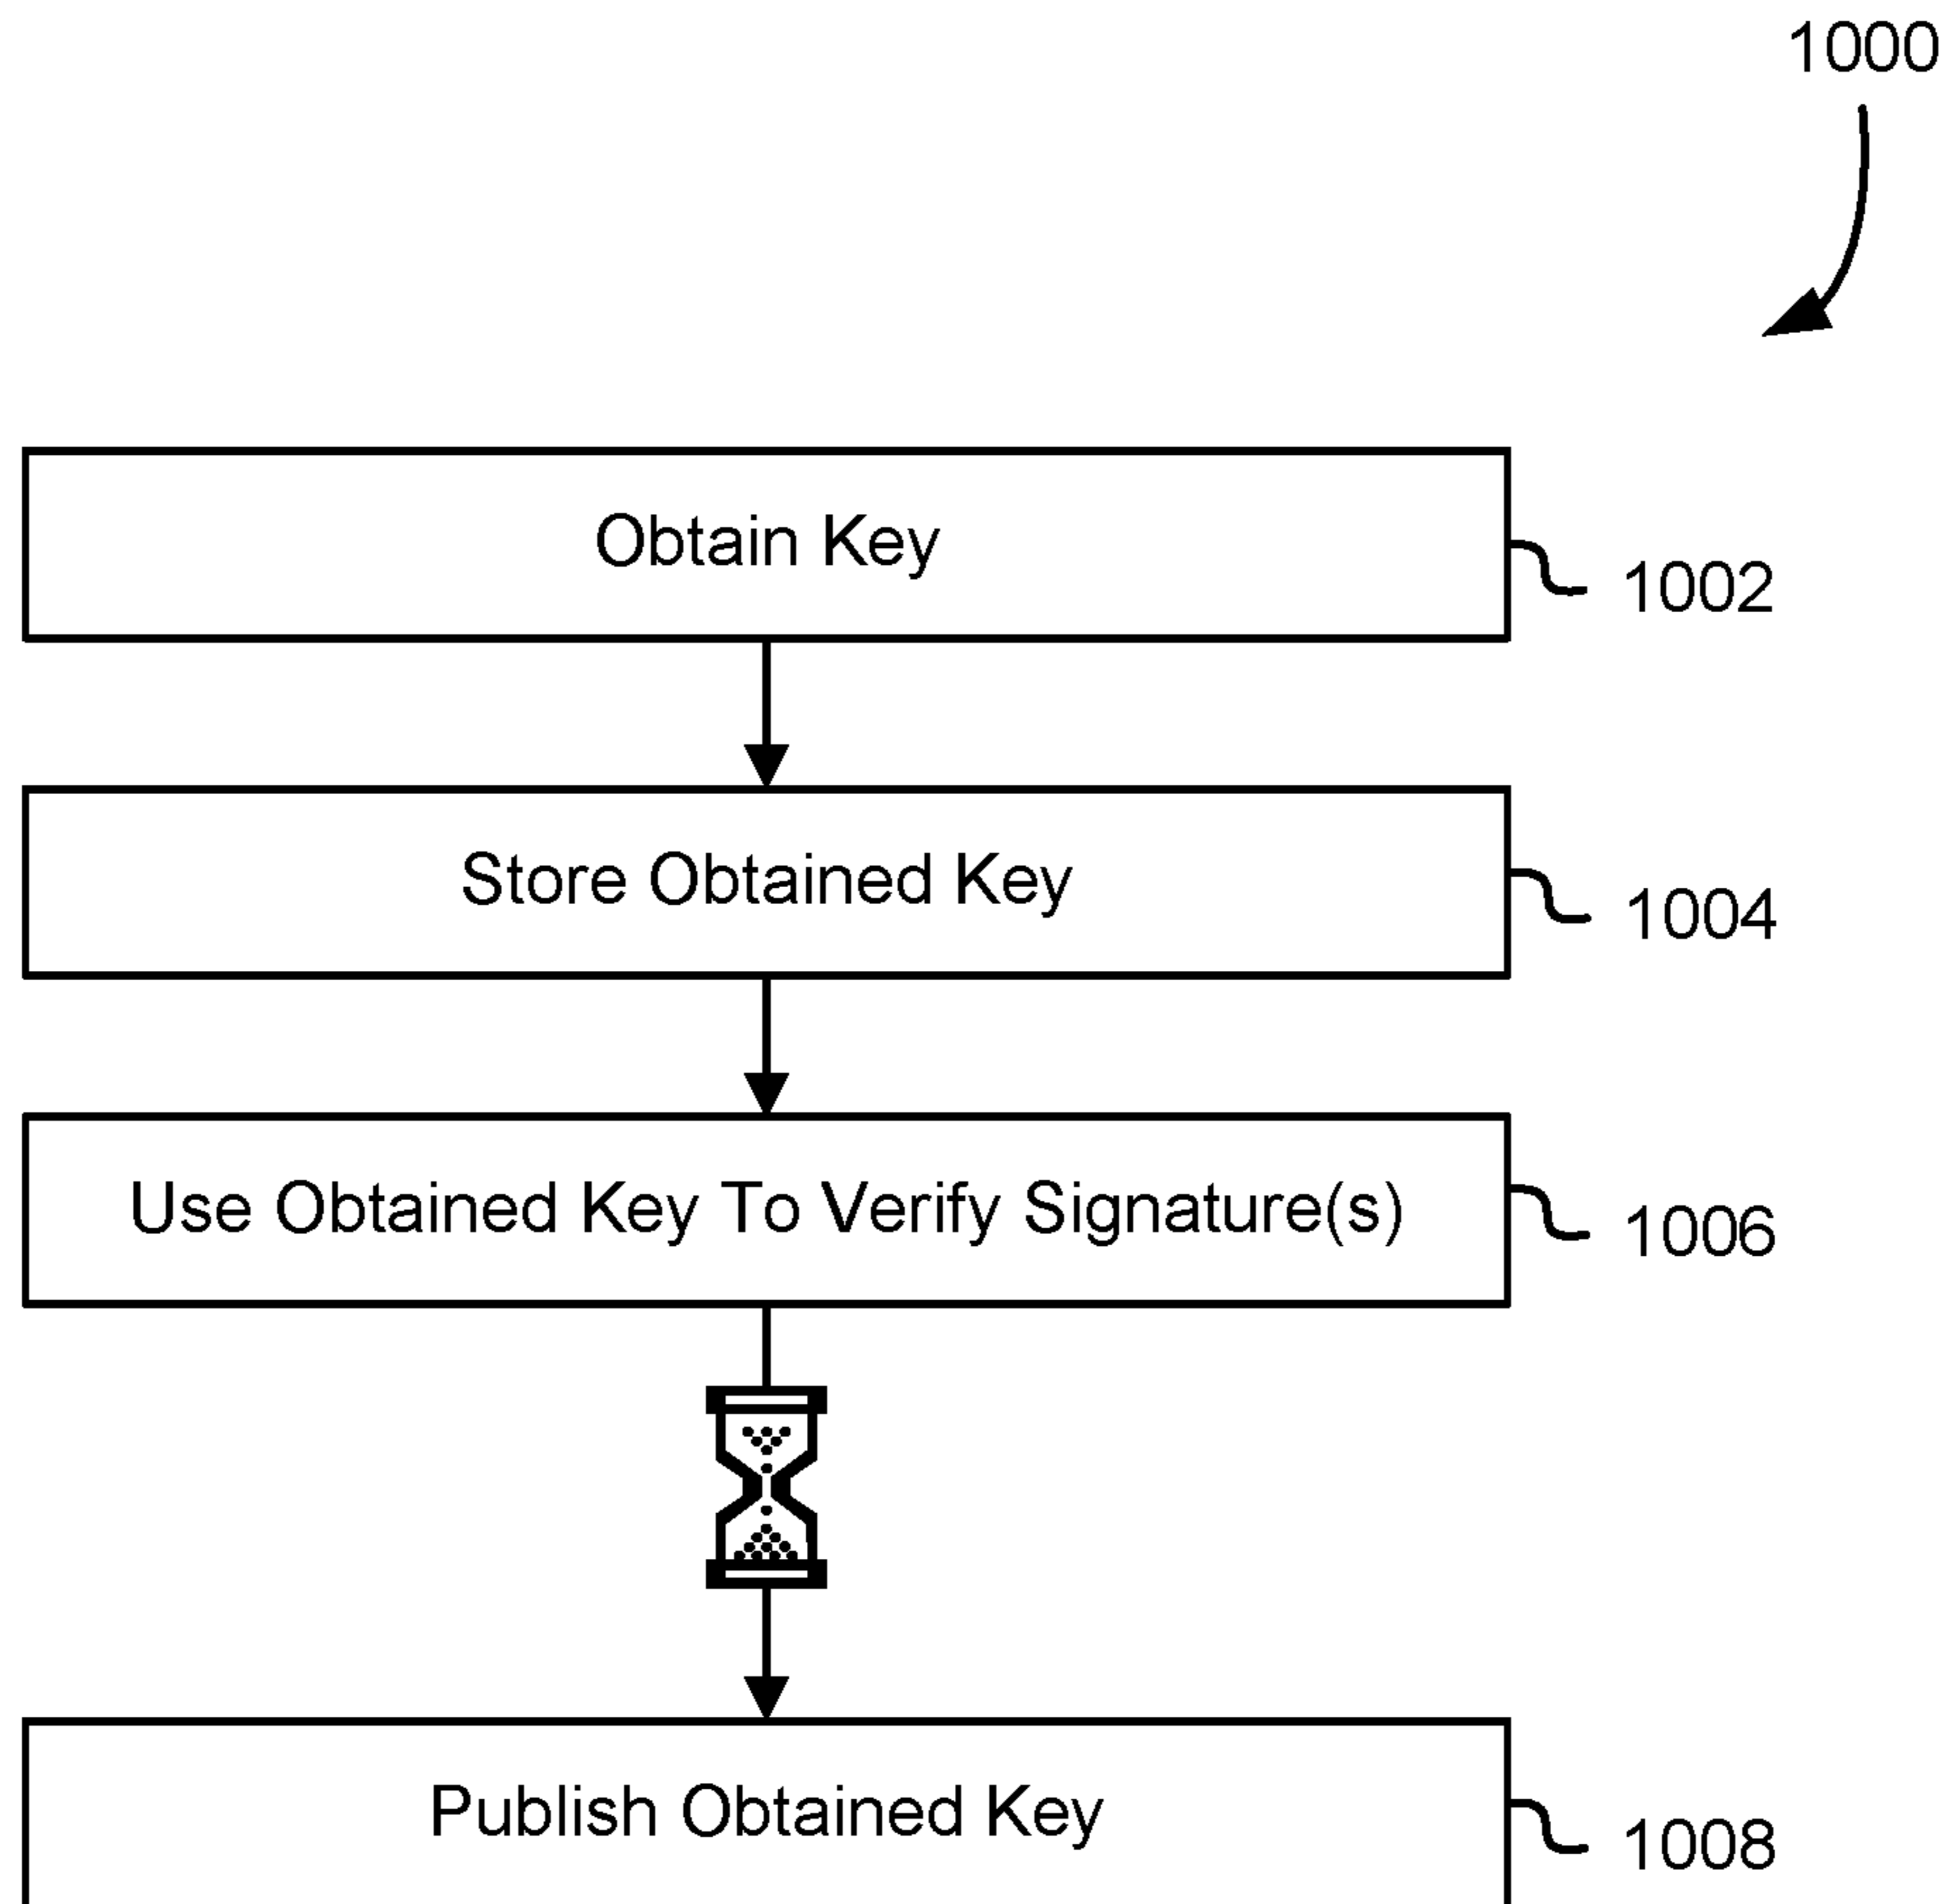 1000
Obtain Key
1002
Store Obtained Key
1004
Use Obtained Key To Verify Signature(s)
1006
Publish Obtained Key
1008